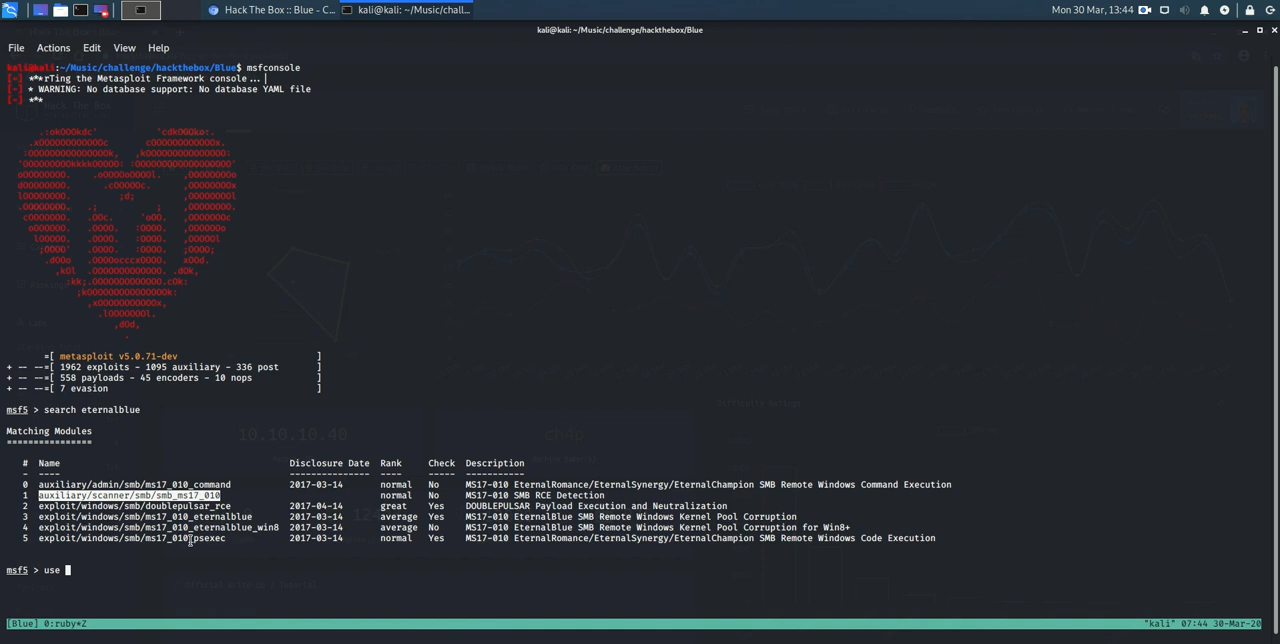 Hack The Box :: Blue - C...
kali@kali: ~/Music/chall...
Mon 30 Mar, 13:44
kali@kali: ~/Music/challenge/hackthebox/Blue
File Actions Edit View Help
kali@kali:~/Music/challenge/hackthebox/Blue$ msfconsole
[-] ***rTing the Metasploit Framework console...|
[-] * WARNING: No database support: No database YAML file
[-] ***
=[ metasploit v5.0.71-dev ]
+ -- --=[ 1962 exploits - 1095 auxiliary - 336 post ]
+ -- --=[ 558 payloads - 45 encoders - 10 nops ]
+ -- --=[ 7 evasion ]
msf5 > search eternalblue
Matching Modules
================
# Name Disclosure Date Rank Check Description
- ---- --------------- ---- ----- -----------
0 auxiliary/admin/smb/ms17_010_command 2017-03-14 normal No MS17-010 EternalRomance/EternalSynergy/EternalChampion SMB Remote Windows Command Execution
1 auxiliary/scanner/smb/smb_ms17_010 normal No MS17-010 SMB RCE Detection
2 exploit/windows/smb/doublepulsar_rce 2017-04-14 great Yes DOUBLEPULSAR Payload Execution and Neutralization
3 exploit/windows/smb/ms17_010_eternalblue 2017-03-14 average Yes MS17-010 EternalBlue SMB Remote Windows Kernel Pool Corruption
4 exploit/windows/smb/ms17_010_eternalblue_win8 2017-03-14 average No MS17-010 EternalBlue SMB Remote Windows Kernel Pool Corruption for Win8+
5 exploit/windows/smb/ms17_010_psexec 2017-03-14 normal Yes MS17-010 EternalRomance/EternalSynergy/EternalChampion SMB Remote Windows Code Execution
msf5 > use
[Blue] 0:ruby*Z "kali" 07:44 30-Mar-20
10.10.10.40